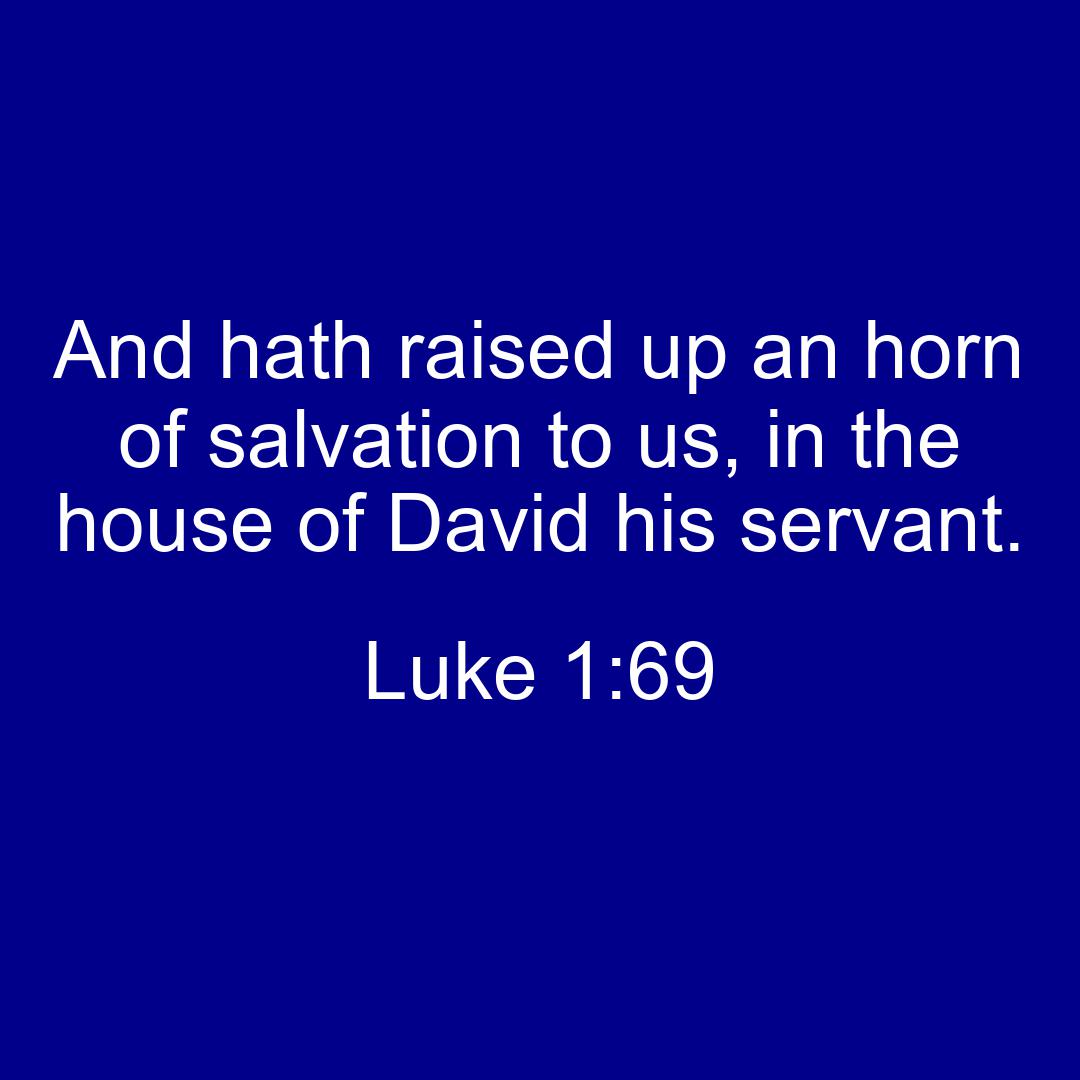 And hath raised up an horn
of salvation to us, in the
house of David his servant.
Luke 1:69